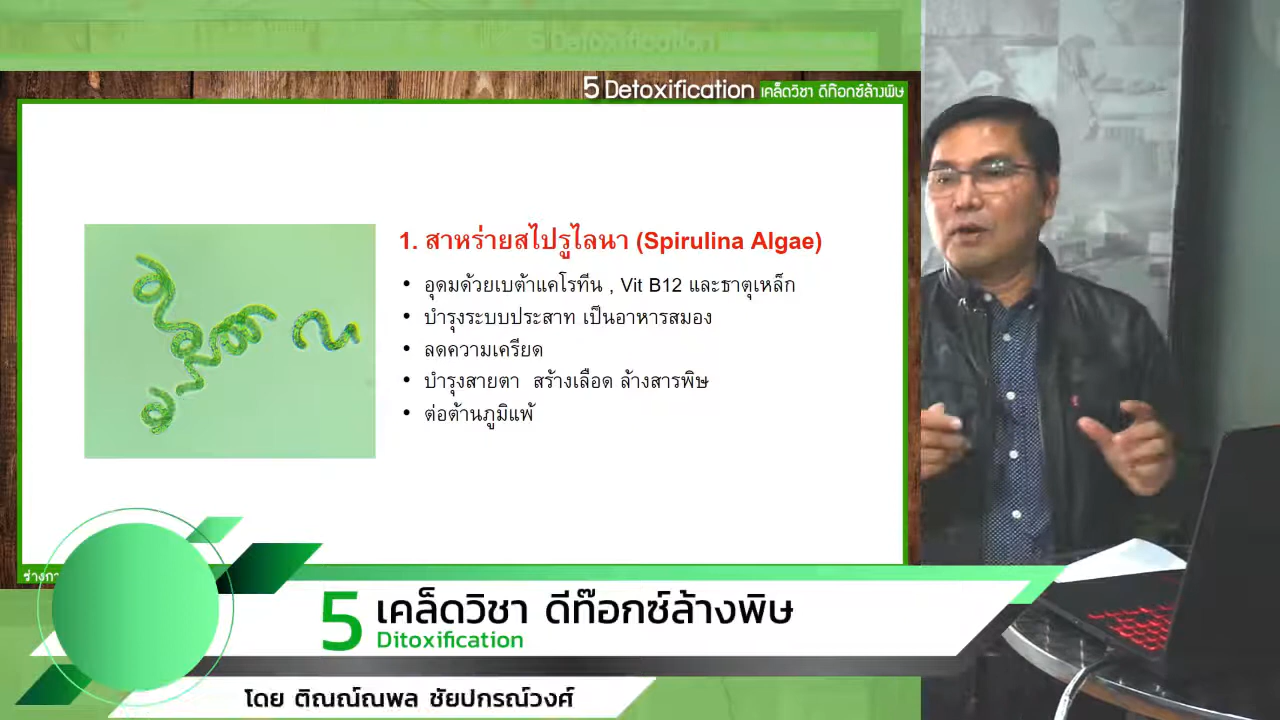 5 Detoxification
5 Detoxification เคล็ดวิชา ดีท๊อกซ์ล้างพิษ
1. สาหร่ายสไปรูไลนา (Spirulina Algae)
• อุดมด้วยเบต้าแคโรทีน , Vit B12 และธาตุเหล็ก
• บำรุงระบบประสาท เป็นอาหารสมอง
• ลดความเครียด
• บำรุงสายตา สร้างเลือด ล้างสารพิษ
• ต่อต้านภูมิแพ้
5 เคล็ดวิชา ดีท๊อกซ์ล้างพิษ
Ditoxification
โดย ติณณ์ณพล ชัยปกรณ์วงศ์